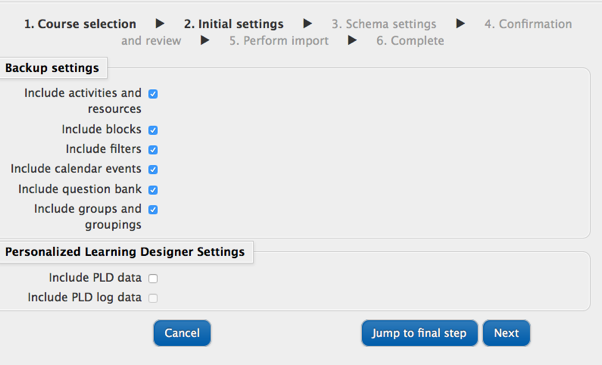 1. Course selection ► 2. Initial settings ► 3. Schema settings ► 4. Confirmation
and review ► 5. Perform import ► 6. Complete
Backup settings
Include activities and
resources
Include blocks
Include filters
Include calendar events
Include question bank
Include groups and
groupings
Personalized Learning Designer Settings
Include PLD data
Include PLD log data
Cancel Jump to final step Next